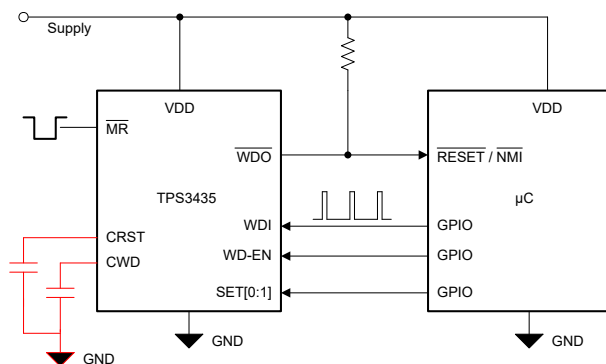 Supply
VDD
VDD
MR
WDO
RESET / NMI
TPS3435
µC
WDI
GPIO
CRST
WD-EN
GPIO
CWD
SET[0:1]
GPIO
GND
GND
GND